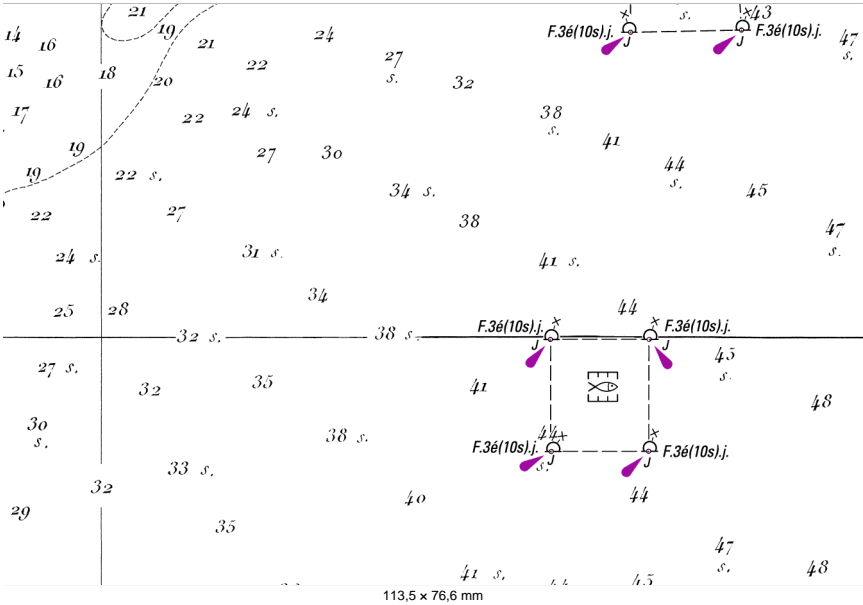 21
43
14
16
19
21
24
F.3é(10s).j.
s.
F.3é(10s).j.
47
s.
J
J
15
16
18
20
22
27
s.
32
17
22
24 s.
38
s.
19
27
30
41
44
s.
19
22 s.
34 s.
45
22
27
38
47
s.
24 s.
31 s.
41 s.
25
28
34
44
F.3é(10s).j.
F.3é(10s).j.
32 s.
38 s.
J
J
45
s.
27 s.
32
35
41
48
30
s.
33 s.
38 s.
44
F.3é(10s).j.
F.3é(10s).j.
J
J
s.
32
40
44
29
35
47
s.
41 s.
48
113,5 × 76,6 mm